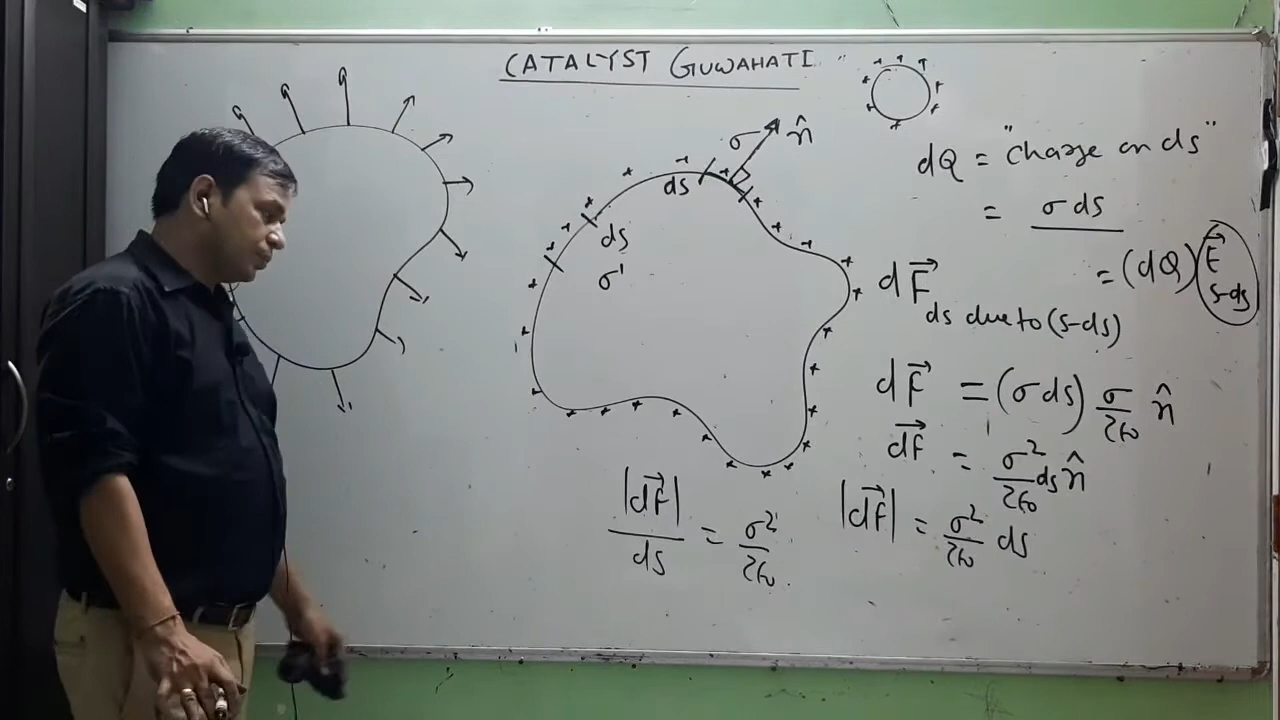 CATALYST GUWAHATI
σ n̂
ds
ds
σ'
dQ = "charge on ds"
= σ ds
dF⃗ ds due to (s-ds) = (dQ) E⃗ s-ds
dF⃗ = (σ ds) σ/2ε₀ n̂
dF⃗ = σ²/2ε₀ ds n̂
|dF⃗| = σ²/2ε₀ ds
|dF⃗|/ds = σ²/2ε₀.